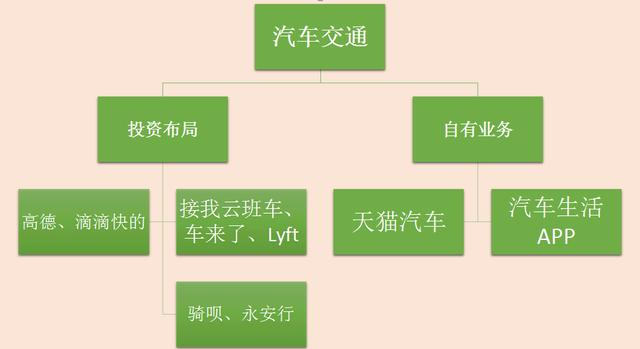 汽车交通
投资布局
自有业务
高德、滴滴快的
接我云班车、
车来了、Lyft
天猫汽车
汽车生活
APP
骑呗、永安行